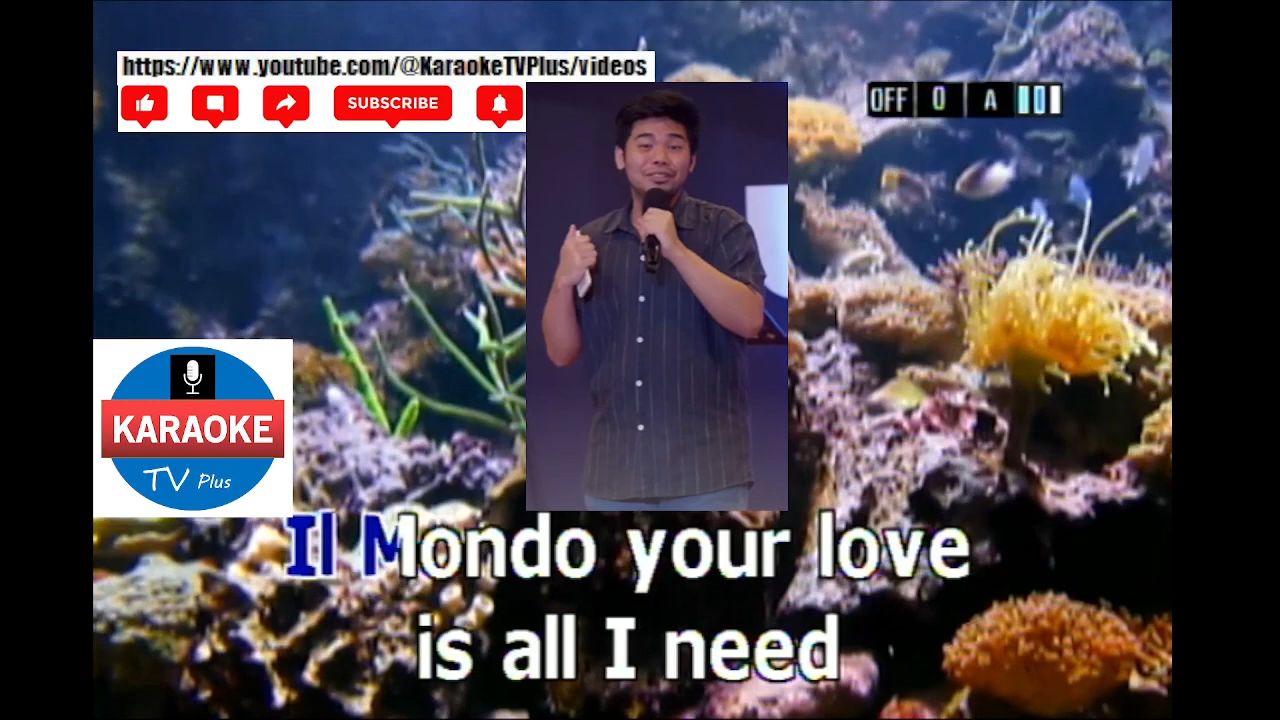 https://www.youtube.com/@KaraokeTVPlus/videos
SUBSCRIBE
OFF 0 A
KARAOKE
TV Plus
Il Mondo your love
is all I need